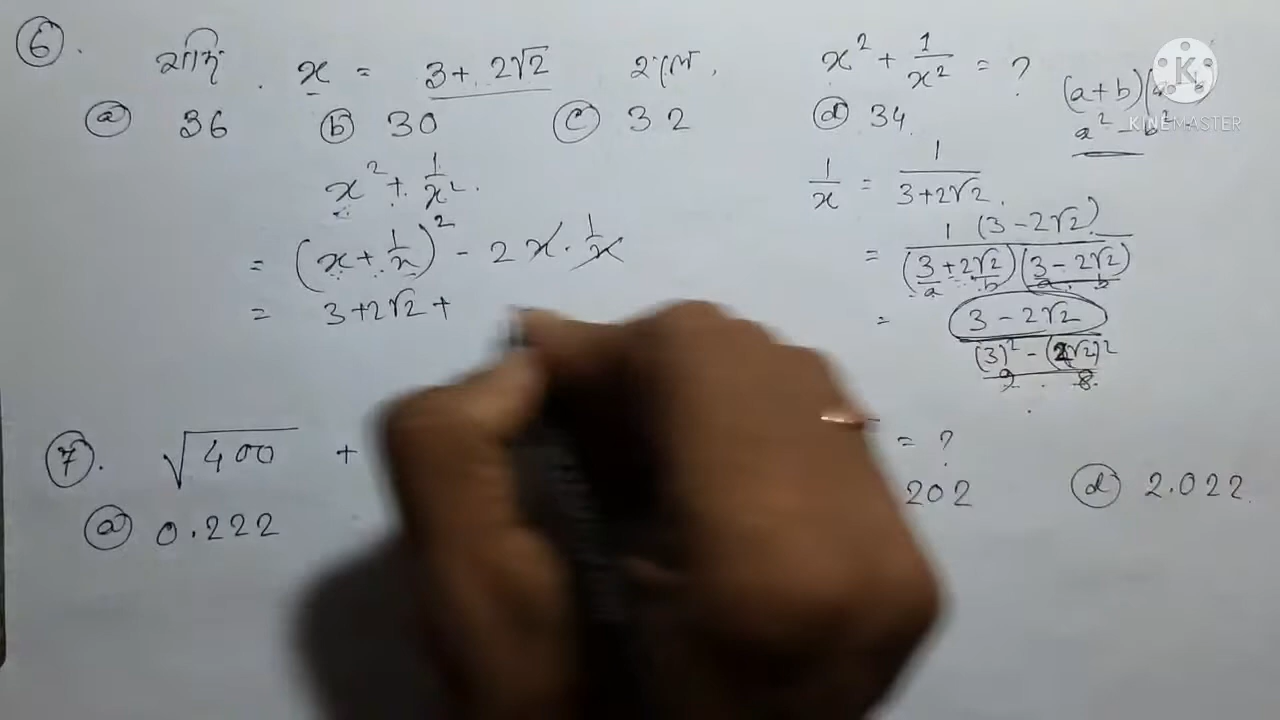 6. যদি x = 3 + 2√2 হলে, x² + 1/x² = ?
(a) 36 (b) 30 (c) 32 (d) 34
(a+b)(
a² - b²
x² + 1/x².
= (x + 1/x)² - 2x · 1/x
= 3+2√2 +
1/x = 1/(3+2√2).
= 1(3-2√2)/(3+2√2)(3-2√2)
a b a b
= 3-2√2/(3)² - (2√2)²
9 8
7. √400 + = ?
(a) 0.222 202 (d) 2.022
KINEMASTER